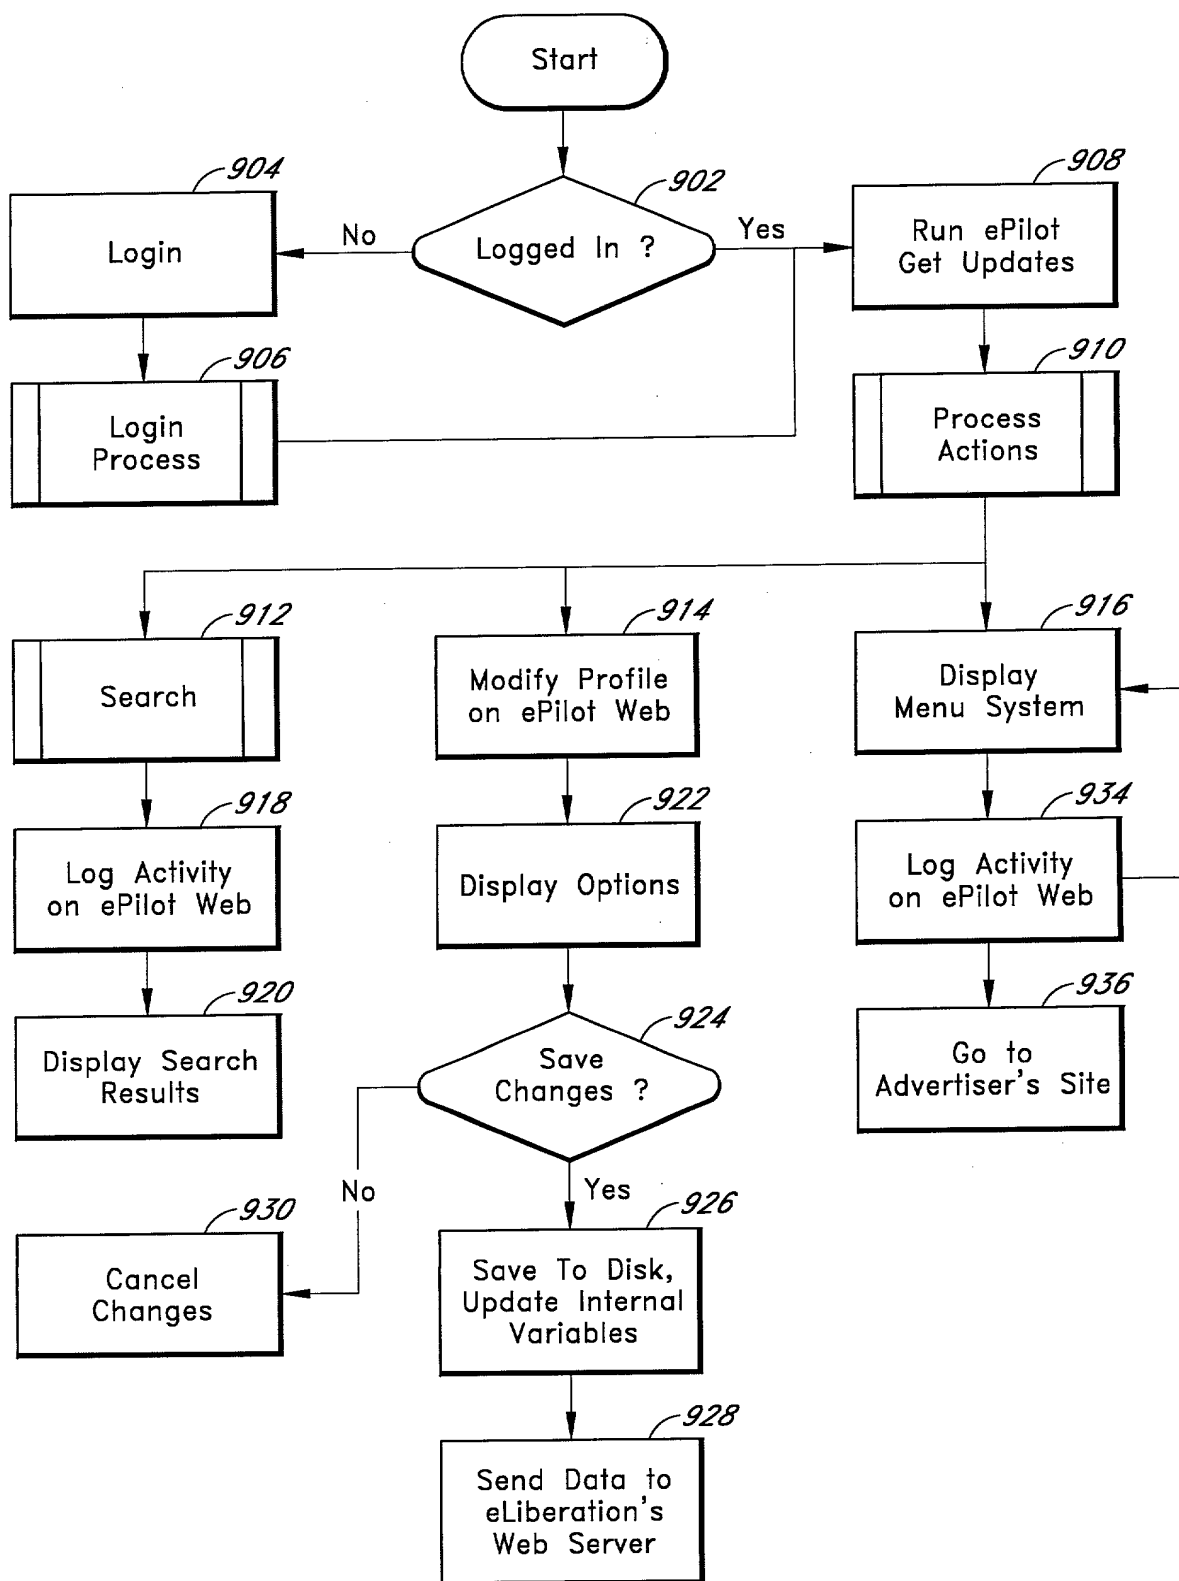 Start
904
902
908
Login
No
Logged In ?
Yes
Run ePilot
Get Updates
906
910
Login
Process
Process
Actions
912
914
916
Search
Modify Profile
on ePilot Web
Display
Menu System
918
922
934
Log Activity
on ePilot Web
Display Options
Log Activity
on ePilot Web
920
924
936
Display Search
Results
Save
Changes ?
Go to
Advertiser's Site
No
Yes
930
926
Cancel
Changes
Save To Disk,
Update Internal
Variables
928
Send Data to
eLiberation's
Web Server